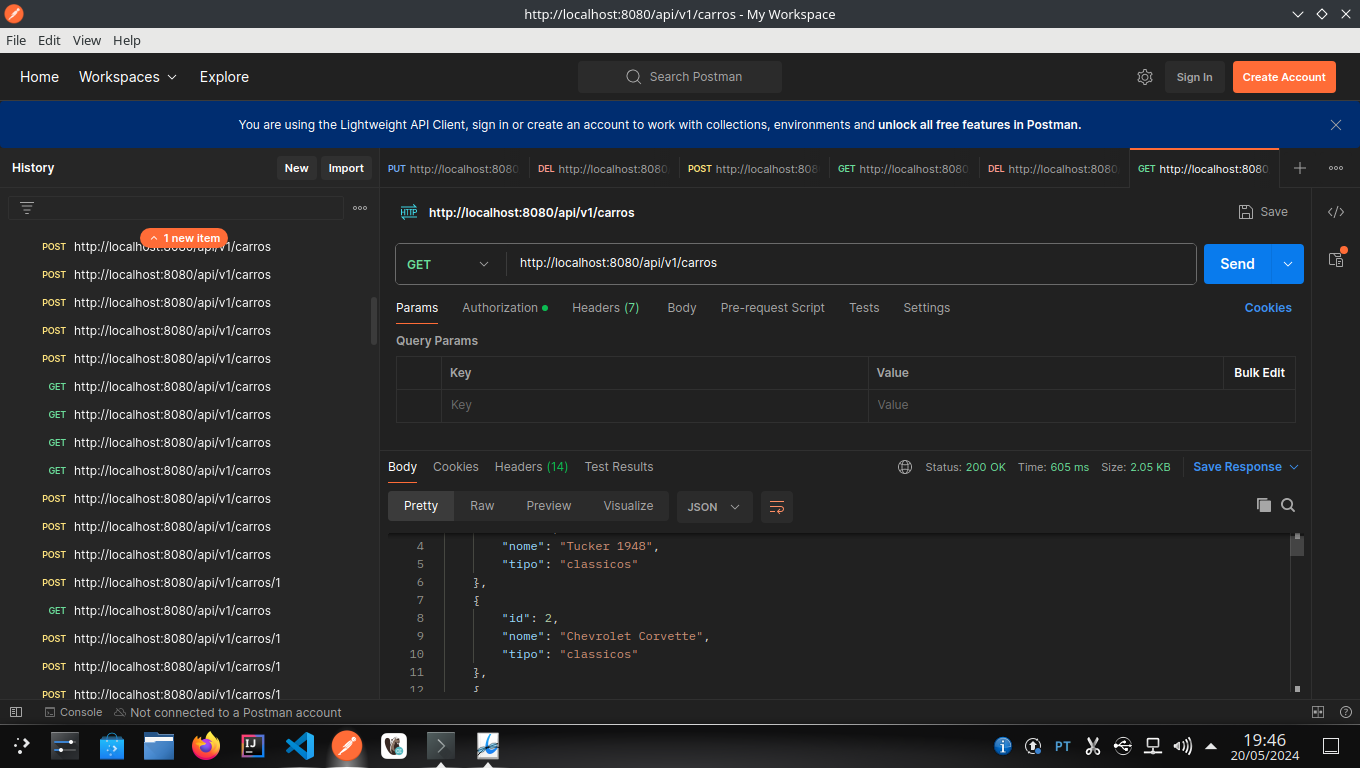 http://localhost:8080/api/v1/carros - My Workspace
File Edit View Help
Home Workspaces Explore Search Postman Sign In Create Account
You are using the Lightweight API Client, sign in or create an account to work with collections, environments and unlock all free features in Postman.
History New Import
1 new item
POST http://localhost:8080/api/v1/carros
POST http://localhost:8080/api/v1/carros
POST http://localhost:8080/api/v1/carros
POST http://localhost:8080/api/v1/carros
POST http://localhost:8080/api/v1/carros
GET http://localhost:8080/api/v1/carros
GET http://localhost:8080/api/v1/carros
GET http://localhost:8080/api/v1/carros
GET http://localhost:8080/api/v1/carros
POST http://localhost:8080/api/v1/carros
POST http://localhost:8080/api/v1/carros
POST http://localhost:8080/api/v1/carros
POST http://localhost:8080/api/v1/carros/1
GET http://localhost:8080/api/v1/carros
POST http://localhost:8080/api/v1/carros/1
POST http://localhost:8080/api/v1/carros/1
POST http://localhost:8080/api/v1/carros/1
PUT http://localhost:8080 DEL http://localhost:8080 POST http://localhost:808 GET http://localhost:8080 DEL http://localhost:8080 GET http://localhost:8080
HTTP http://localhost:8080/api/v1/carros Save
GET http://localhost:8080/api/v1/carros Send
Params Authorization Headers (7) Body Pre-request Script Tests Settings Cookies
Query Params
Key Value Bulk Edit
Key Value
Body Cookies Headers (14) Test Results Status: 200 OK Time: 605 ms Size: 2.05 KB Save Response
Pretty Raw Preview Visualize JSON
4 "nome": "Tucker 1948",
5 "tipo": "classicos"
6 },
7 {
8 "id": 2,
9 "nome": "Chevrolet Corvette",
10 "tipo": "classicos"
11 },
12 {
Console Not connected to a Postman account
PT 19:46
20/05/2024